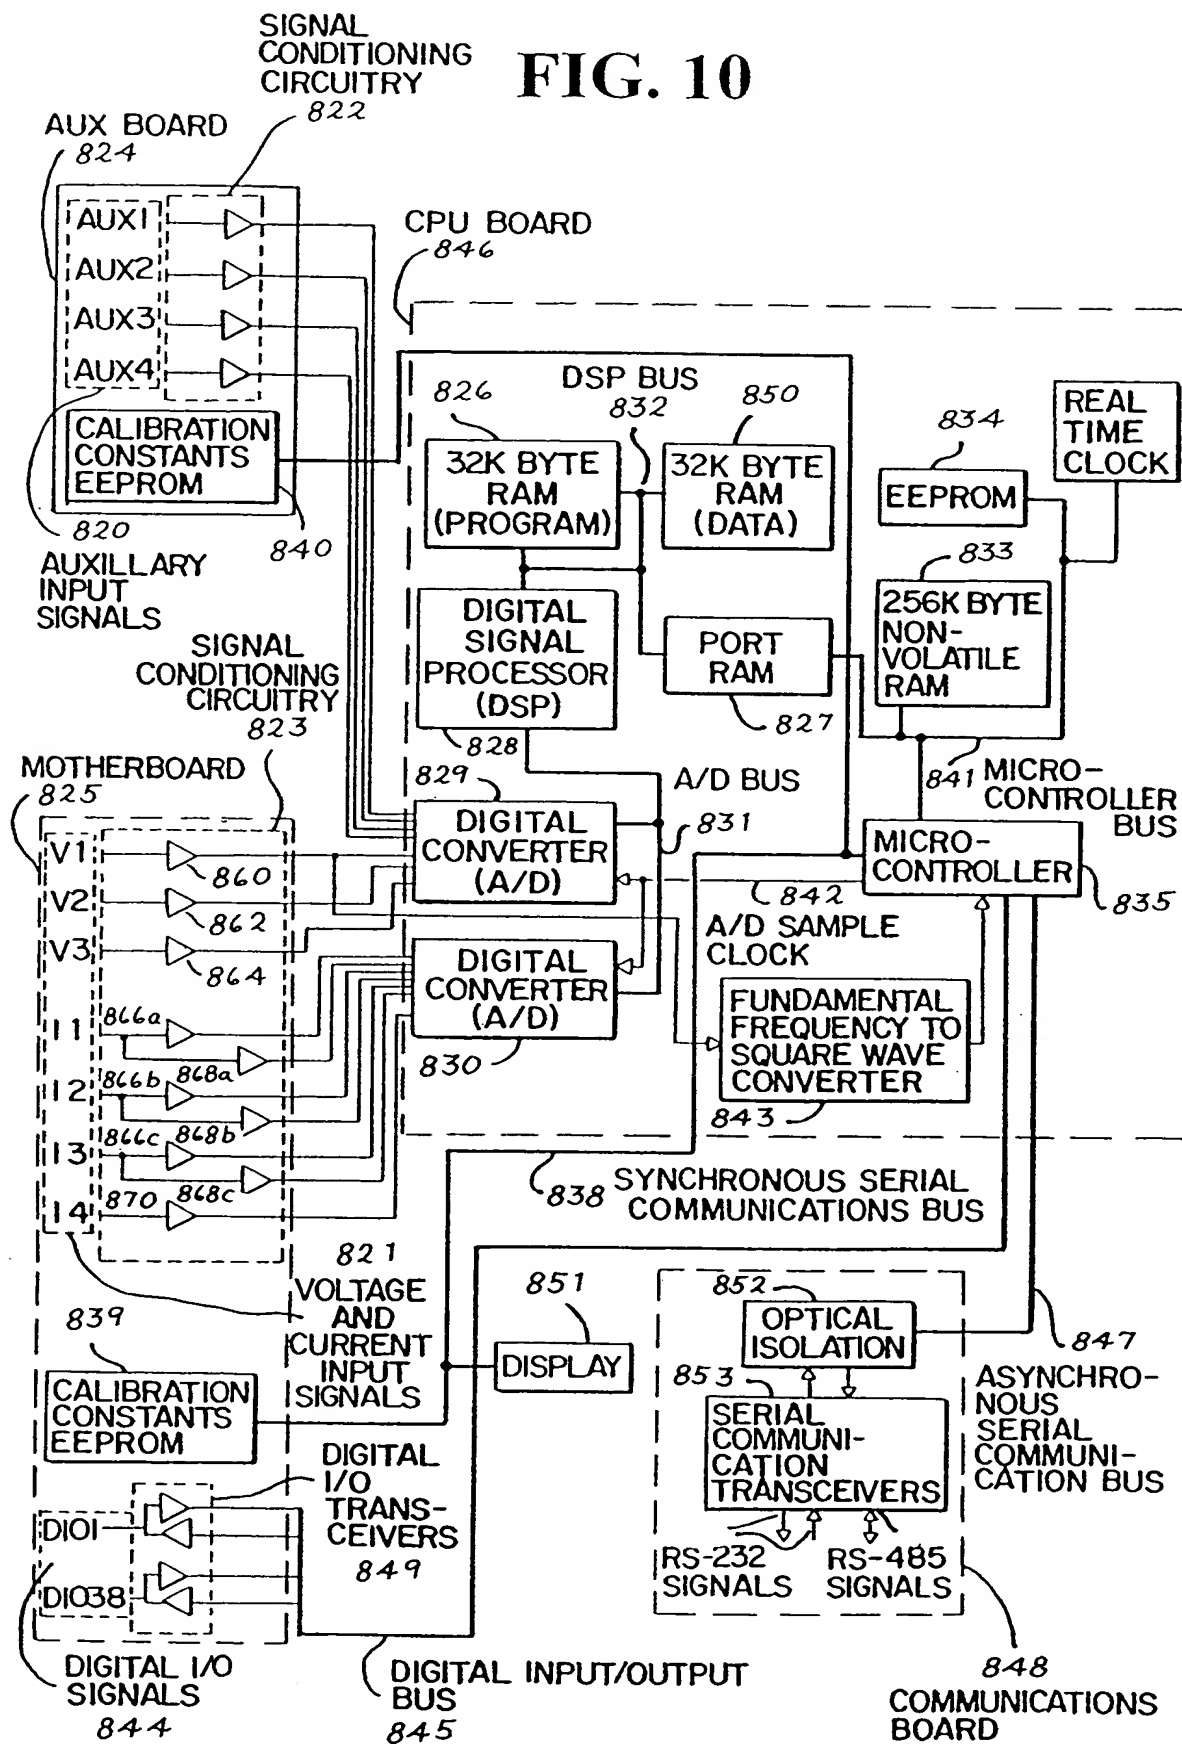 FIG. 10
SIGNAL
CONDITIONING
CIRCUITRY
822
AUX BOARD
824
AUX1
AUX2
AUX3
AUX4
CALIBRATION
CONSTANTS
EEPROM
820
840
AUXILLARY
INPUT
SIGNALS
CPU BOARD
846
DSP BUS
826
832
850
32K BYTE
RAM
(PROGRAM)
32K BYTE
RAM
(DATA)
834
EEPROM
REAL
TIME
CLOCK
833
256K BYTE
NON-
VOLATILE
RAM
DIGITAL
SIGNAL
PROCESSOR
(DSP)
828
PORT
RAM
827
841
MICRO-
CONTROLLER
BUS
SIGNAL
CONDITIONING
CIRCUITRY
823
MOTHERBOARD
825
829
DIGITAL
CONVERTER
(A/D)
A/D BUS
831
MICRO-
CONTROLLER
835
842
A/D SAMPLE
CLOCK
V1
860
V2
862
V3
864
DIGITAL
CONVERTER
(A/D)
830
FUNDAMENTAL
FREQUENCY TO
SQUARE WAVE
CONVERTER
843
I1
866a
868a
I2
866b
868b
I3
866c
868c
I4
870
838
SYNCHRONOUS SERIAL
COMMUNICATIONS BUS
821
VOLTAGE
AND
CURRENT
INPUT
SIGNALS
839
CALIBRATION
CONSTANTS
EEPROM
851
DISPLAY
852
OPTICAL
ISOLATION
847
ASYNCHRO-
NOUS
SERIAL
COMMUNI-
CATION BUS
853
SERIAL
COMMUNI-
CATION
TRANSCEIVERS
RS-232
SIGNALS
RS-485
SIGNALS
DIGITAL
I/O
TRANS-
CEIVERS
849
DIO1
DIO38
DIGITAL I/O
SIGNALS
844
DIGITAL INPUT/OUTPUT
BUS
845
848
COMMUNICATIONS
BOARD